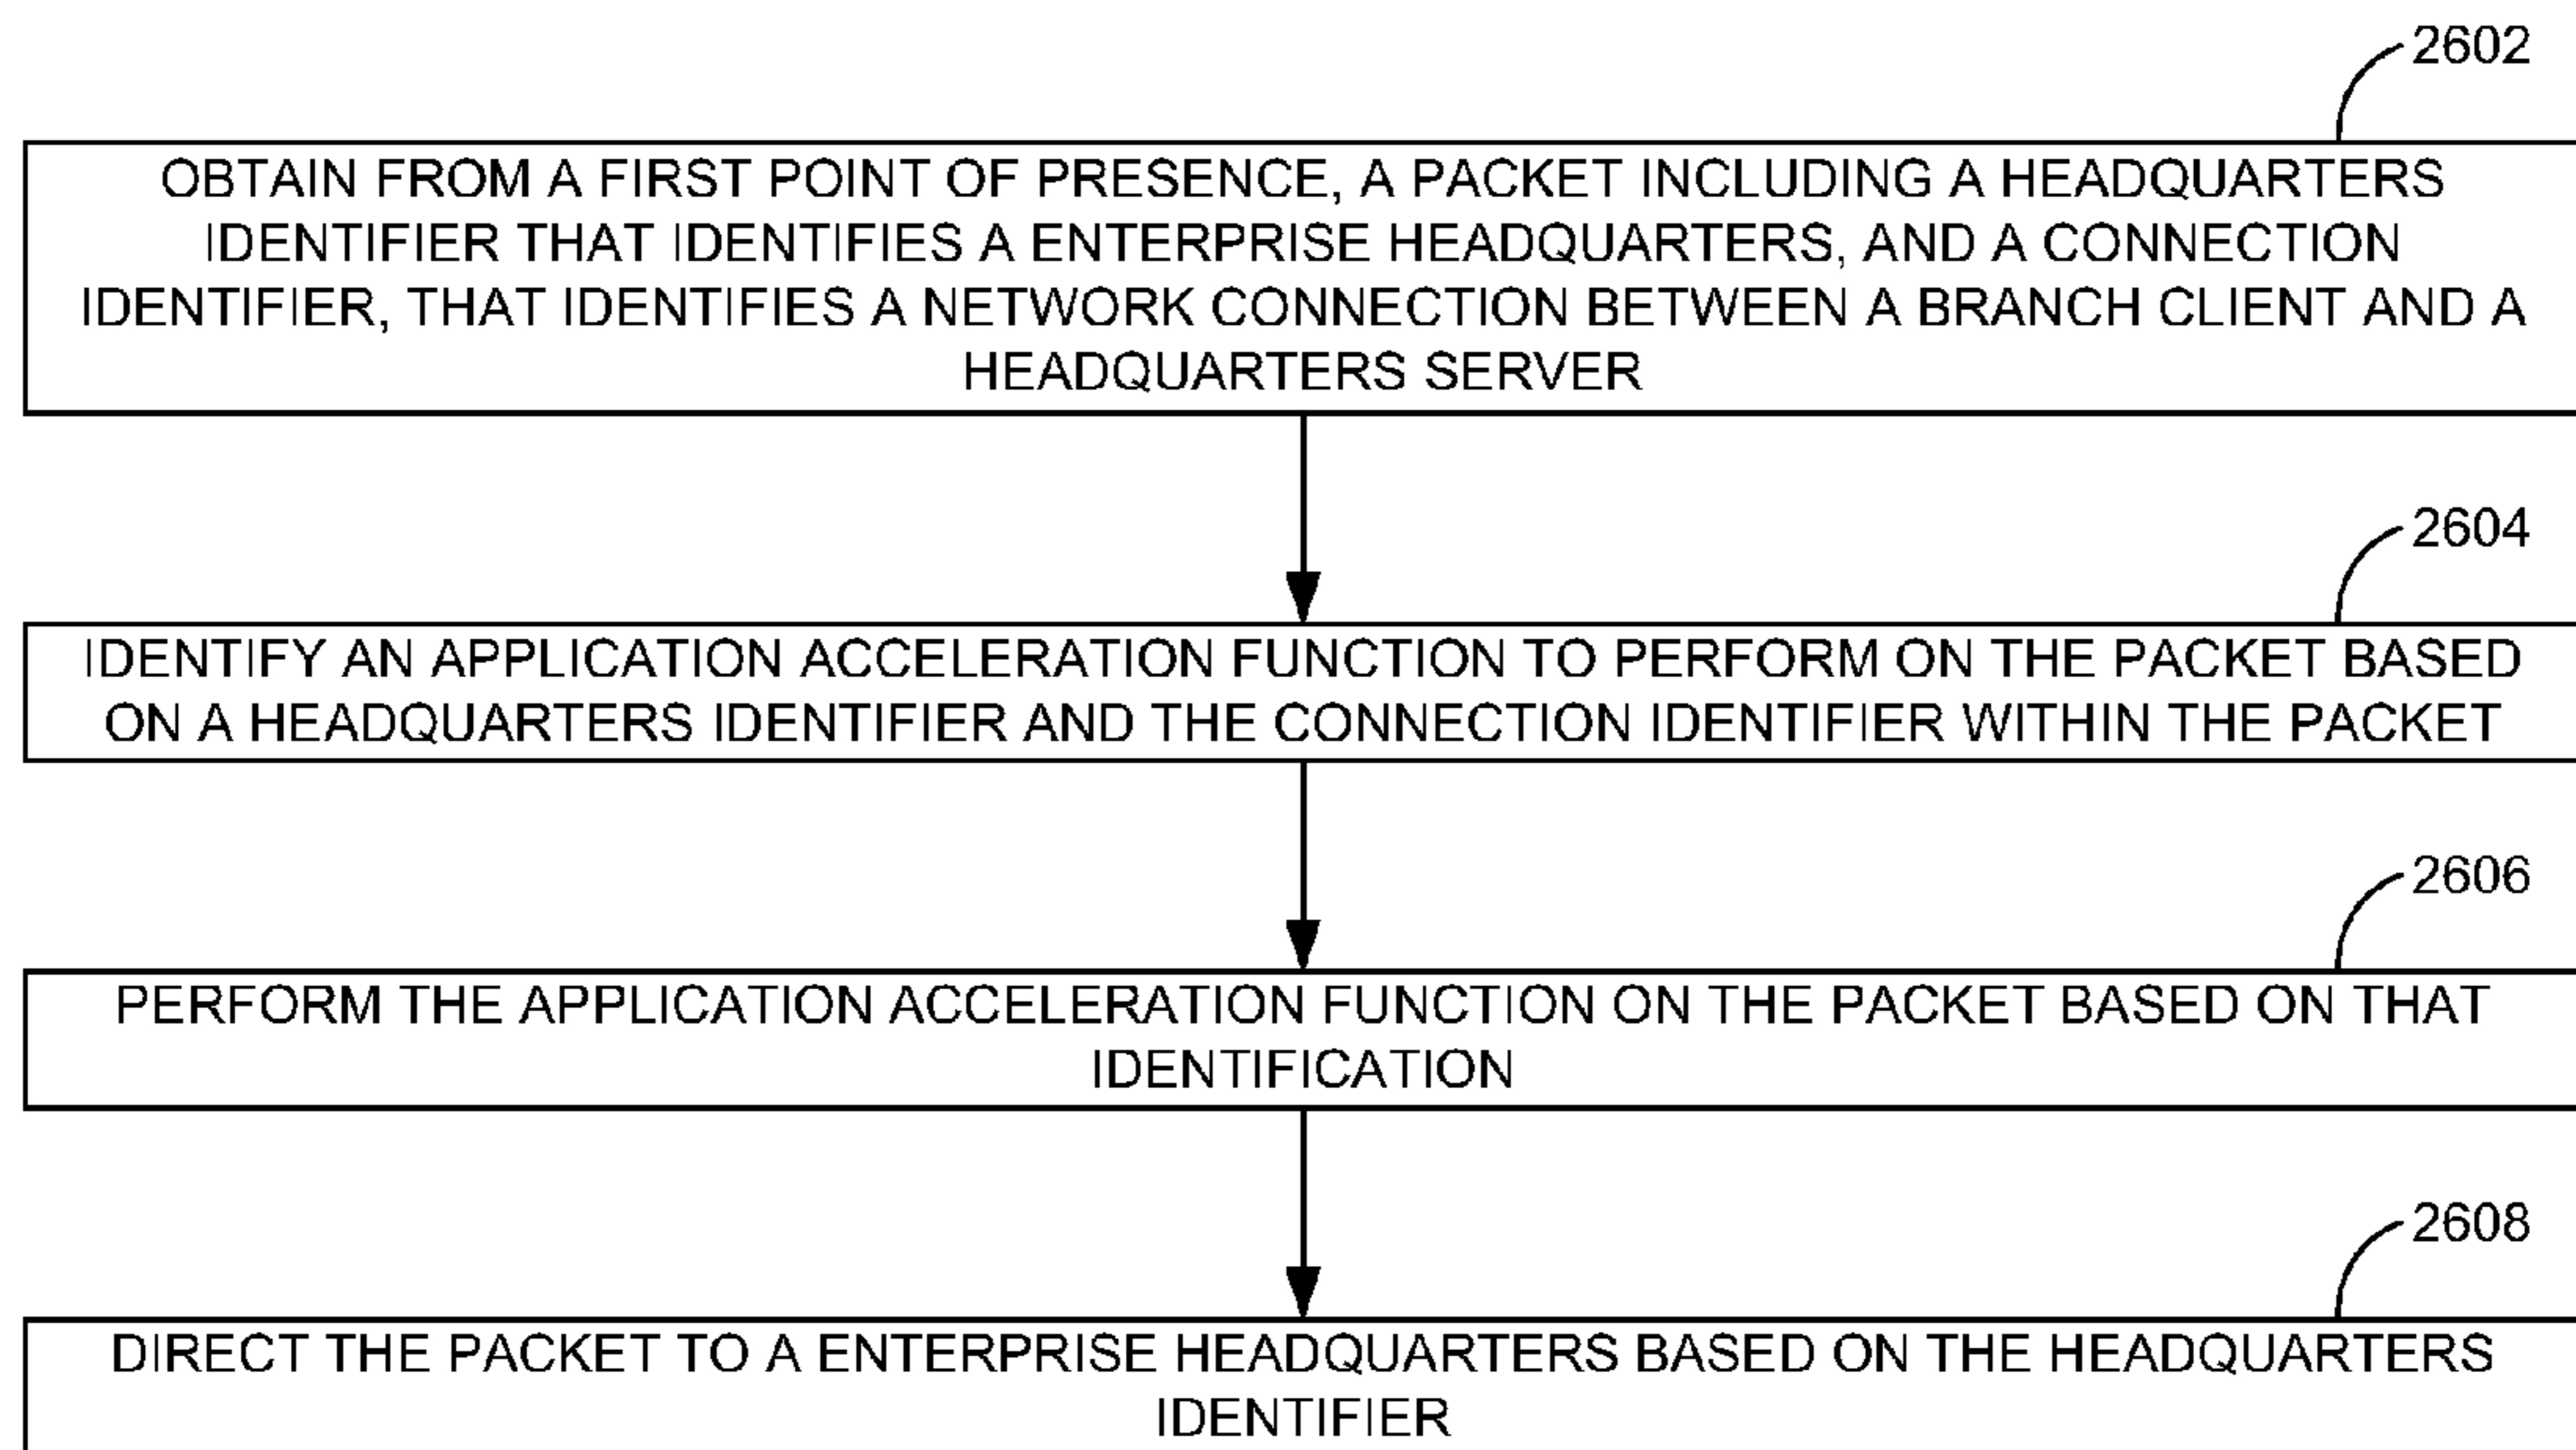 2602
OBTAIN FROM A FIRST POINT OF PRESENCE, A PACKET INCLUDING A HEADQUARTERS
IDENTIFIER THAT IDENTIFIES A ENTERPRISE HEADQUARTERS, AND A CONNECTION
IDENTIFIER, THAT IDENTIFIES A NETWORK CONNECTION BETWEEN A BRANCH CLIENT AND A
HEADQUARTERS SERVER
2604
IDENTIFY AN APPLICATION ACCELERATION FUNCTION TO PERFORM ON THE PACKET BASED
ON A HEADQUARTERS IDENTIFIER AND THE CONNECTION IDENTIFIER WITHIN THE PACKET
2606
PERFORM THE APPLICATION ACCELERATION FUNCTION ON THE PACKET BASED ON THAT
IDENTIFICATION
2608
DIRECT THE PACKET TO A ENTERPRISE HEADQUARTERS BASED ON THE HEADQUARTERS
IDENTIFIER